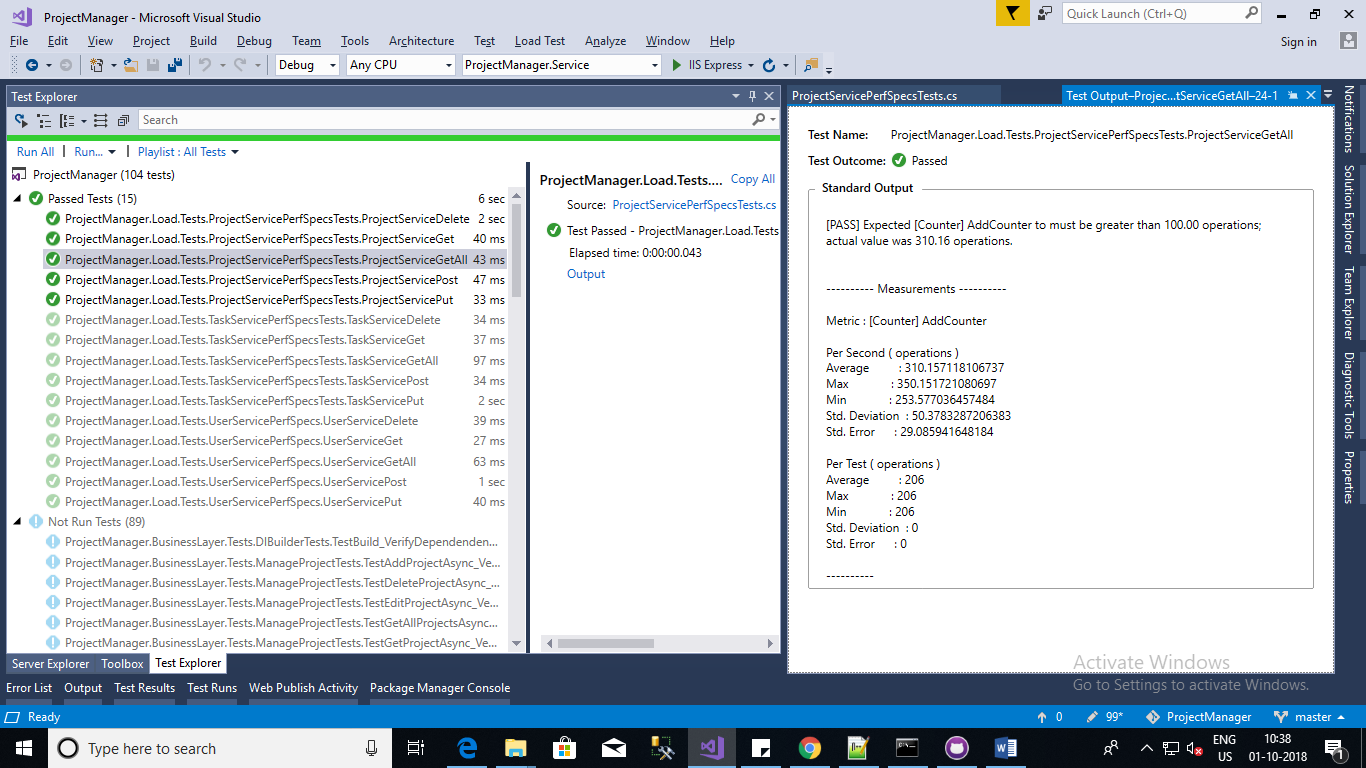 ProjectManager - Microsoft Visual Studio
Quick Launch (Ctrl+Q)
File Edit View Project Build Debug Team Tools Architecture Test Load Test Analyze Window Help
Sign in
Debug Any CPU ProjectManager.Service IIS Express
Test Explorer
Search
Run All | Run... | Playlist : All Tests
ProjectManager (104 tests)
Passed Tests (15) 6 sec
ProjectManager.Load.Tests.ProjectServicePerfSpecsTests.ProjectServiceDelete 2 sec
ProjectManager.Load.Tests.ProjectServicePerfSpecsTests.ProjectServiceGet 40 ms
ProjectManager.Load.Tests.ProjectServicePerfSpecsTests.ProjectServiceGetAll 43 ms
ProjectManager.Load.Tests.ProjectServicePerfSpecsTests.ProjectServicePost 47 ms
ProjectManager.Load.Tests.ProjectServicePerfSpecsTests.ProjectServicePut 33 ms
ProjectManager.Load.Tests.TaskServicePerfSpecsTests.TaskServiceDelete 34 ms
ProjectManager.Load.Tests.TaskServicePerfSpecsTests.TaskServiceGet 37 ms
ProjectManager.Load.Tests.TaskServicePerfSpecsTests.TaskServiceGetAll 97 ms
ProjectManager.Load.Tests.TaskServicePerfSpecsTests.TaskServicePost 34 ms
ProjectManager.Load.Tests.TaskServicePerfSpecsTests.TaskServicePut 2 sec
ProjectManager.Load.Tests.UserServicePerfSpecs.UserServiceDelete 39 ms
ProjectManager.Load.Tests.UserServicePerfSpecs.UserServiceGet 27 ms
ProjectManager.Load.Tests.UserServicePerfSpecs.UserServiceGetAll 63 ms
ProjectManager.Load.Tests.UserServicePerfSpecs.UserServicePost 1 sec
ProjectManager.Load.Tests.UserServicePerfSpecs.UserServicePut 40 ms
Not Run Tests (89)
ProjectManager.BusinessLayer.Tests.DIBuilderTests.TestBuild_VerifyDependenden...
ProjectManager.BusinessLayer.Tests.ManageProjectTests.TestAddProjectAsync_Ve...
ProjectManager.BusinessLayer.Tests.ManageProjectTests.TestDeleteProjectAsync_...
ProjectManager.BusinessLayer.Tests.ManageProjectTests.TestEditProjectAsync_Ve...
ProjectManager.BusinessLayer.Tests.ManageProjectTests.TestGetAllProjectsAsync...
ProjectManager.BusinessLayer.Tests.ManageProjectTests.TestGetProjectAsync_Ve...
ProjectManager.Load.Tests.... Copy All
Source: ProjectServicePerfSpecsTests.cs
Test Passed - ProjectManager.Load.Tests
Elapsed time: 0:00:00.043
Output
ProjectServicePerfSpecsTests.cs
Test Output–Projec...tServiceGetAll–24-1
Test Name: ProjectManager.Load.Tests.ProjectServicePerfSpecsTests.ProjectServiceGetAll
Test Outcome: Passed
Standard Output
[PASS] Expected [Counter] AddCounter to must be greater than 100.00 operations;
actual value was 310.16 operations.
---------- Measurements ----------
Metric : [Counter] AddCounter
Per Second ( operations )
Average : 310.157118106737
Max : 350.151721080697
Min : 253.577036457484
Std. Deviation : 50.3783287206383
Std. Error : 29.085941648184
Per Test ( operations )
Average : 206
Max : 206
Min : 206
Std. Deviation : 0
Std. Error : 0
----------
Notifications
Solution Explorer
Team Explorer
Diagnostic Tools
Properties
Activate Windows
Go to Settings to activate Windows.
Server Explorer Toolbox Test Explorer
Error List Output Test Results Test Runs Web Publish Activity Package Manager Console
Ready 0 99* ProjectManager master
Type here to search
ENG
US
10:38
01-10-2018
1